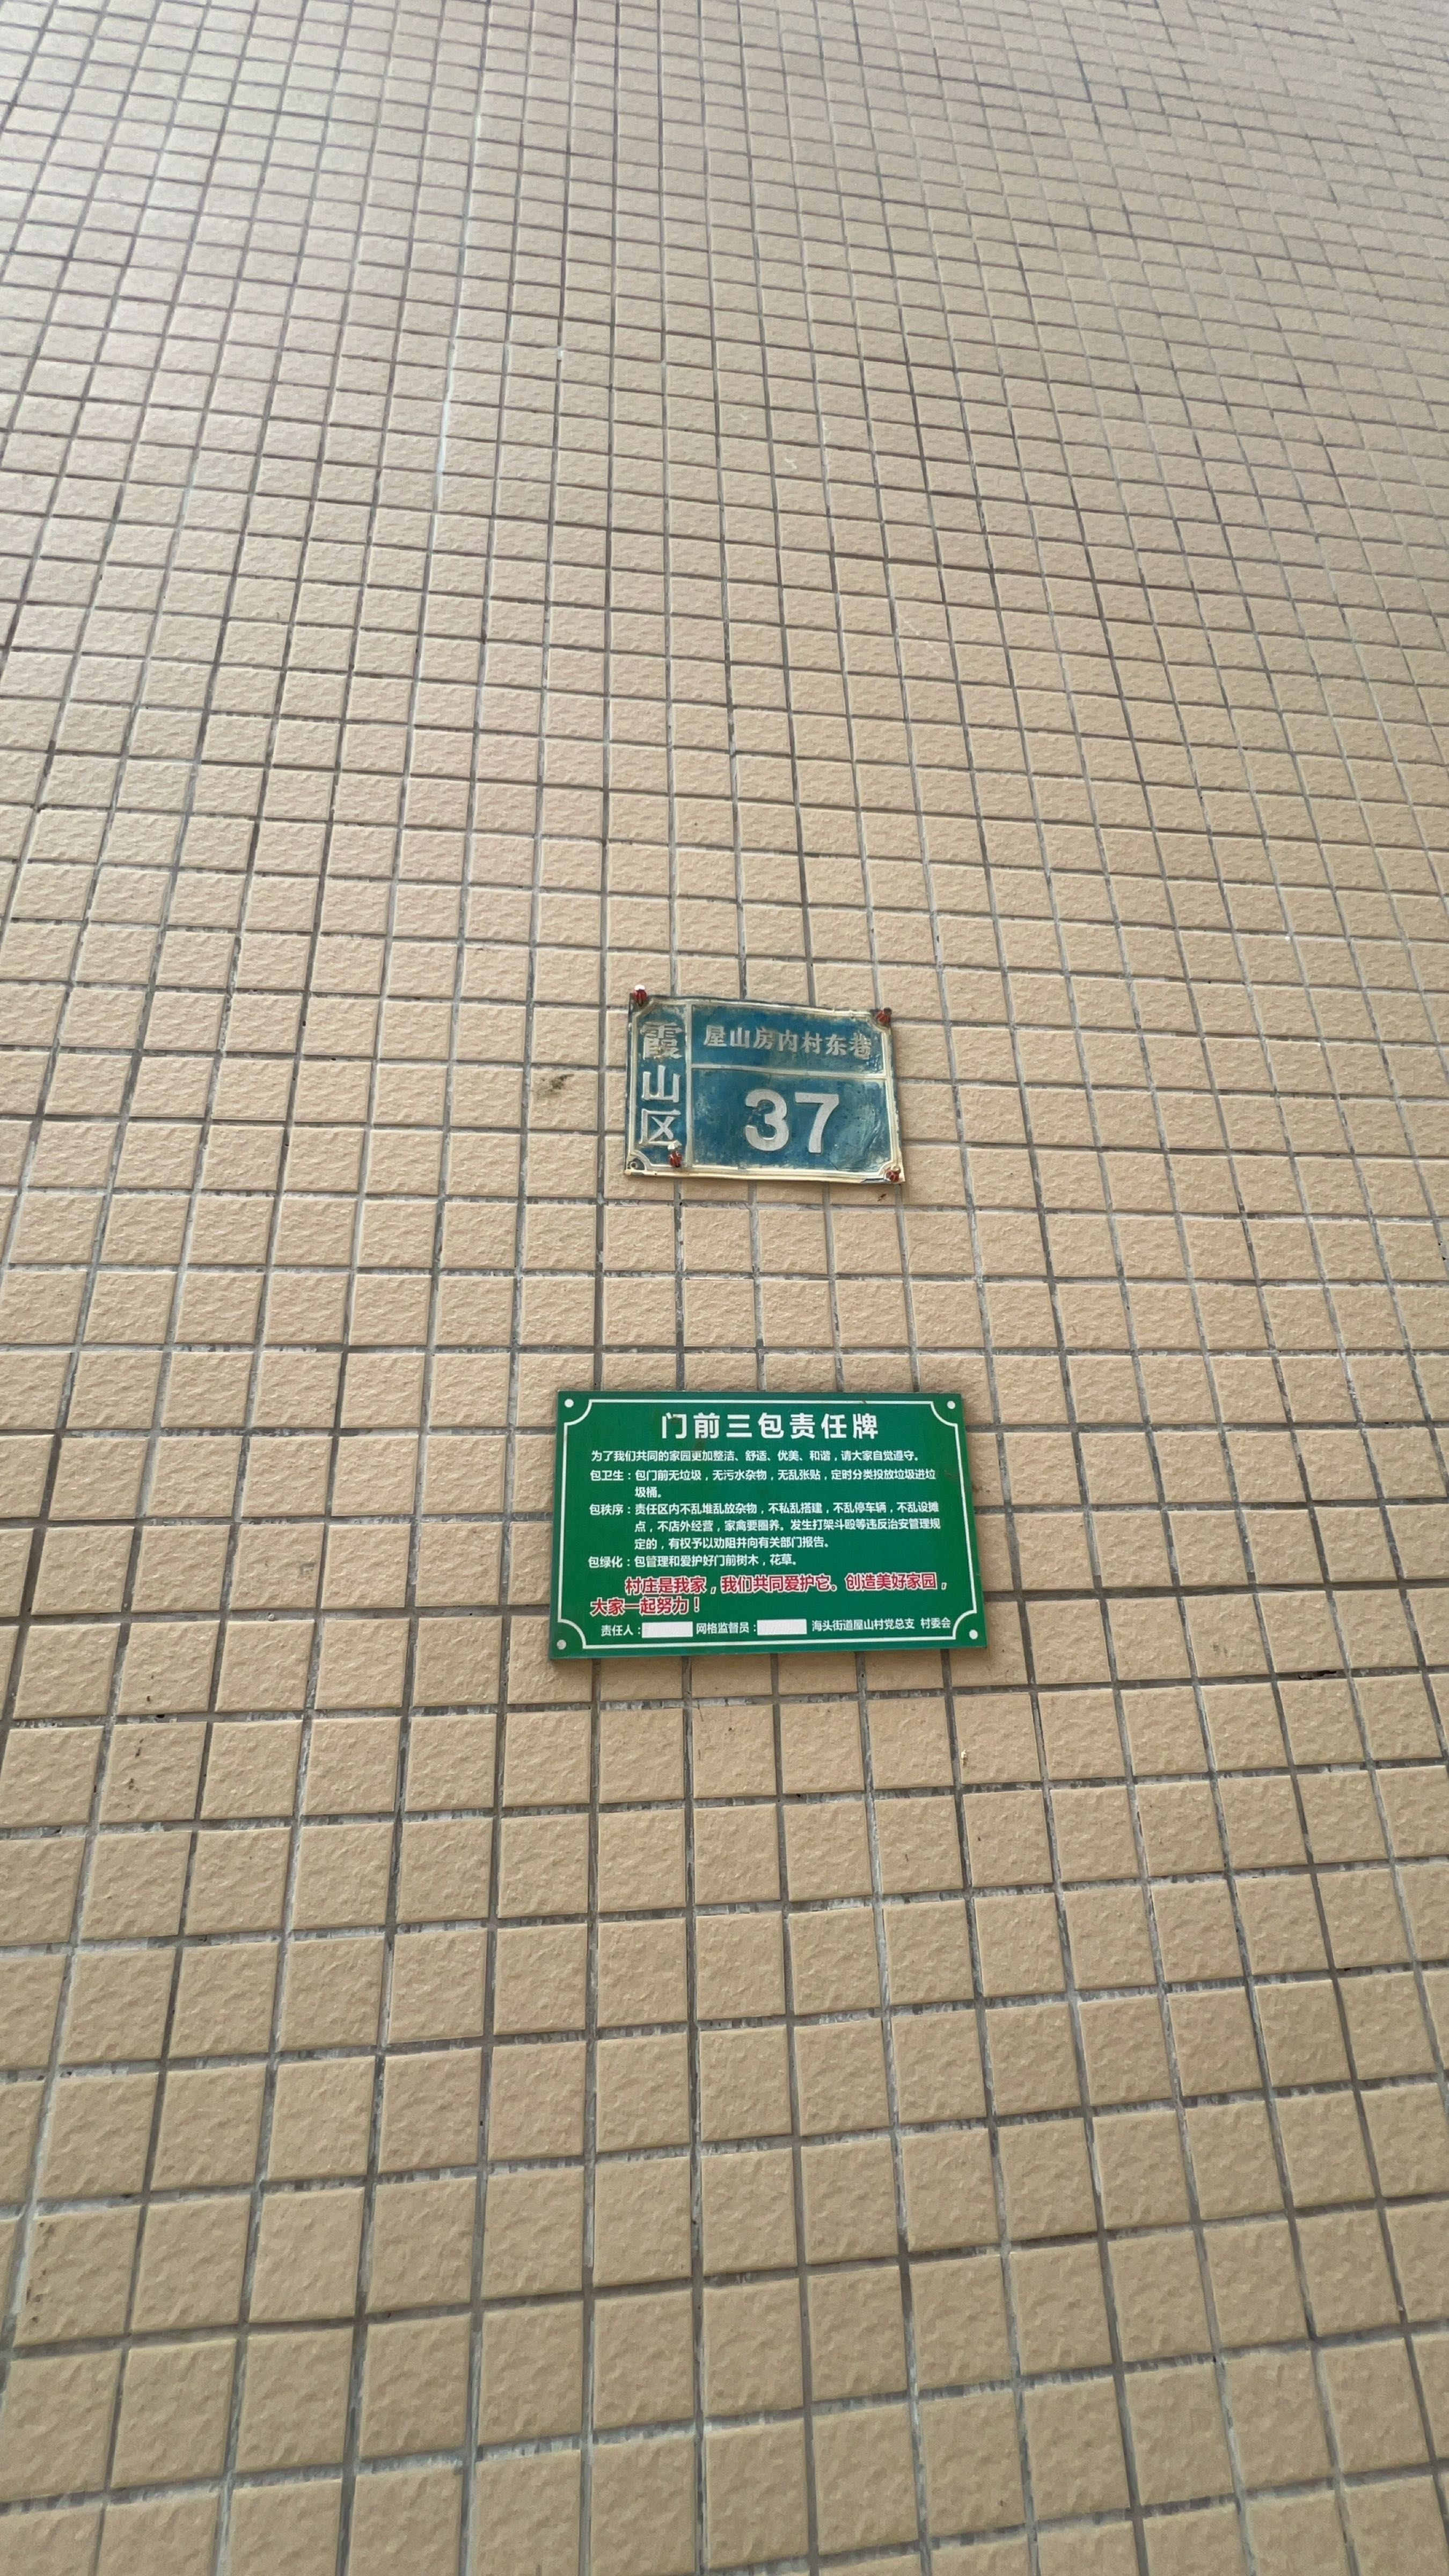 霞山区
屋山房内村东巷
37
门前三包责任牌
为了我们共同的家园更加整洁、舒适、优美、和谐，请大家自觉遵守。
包卫生：包门前无垃圾，无污水杂物，无乱张贴，定时分类投放垃圾进垃
圾桶。
包秩序：责任区内不乱堆乱放杂物，不私乱搭建，不乱停车辆，不乱设摊
点，不店外经营，家禽要圈养。发生打架斗殴等违反治安管理规
定的，有权予以劝阻并向有关部门报告。
包绿化：包管理和爱护好门前树木，花草。
村庄是我家，我们共同爱护它。创造美好家园，
大家一起努力！
责任人： 网格监督员： 海头街道屋山村党总支 村委会